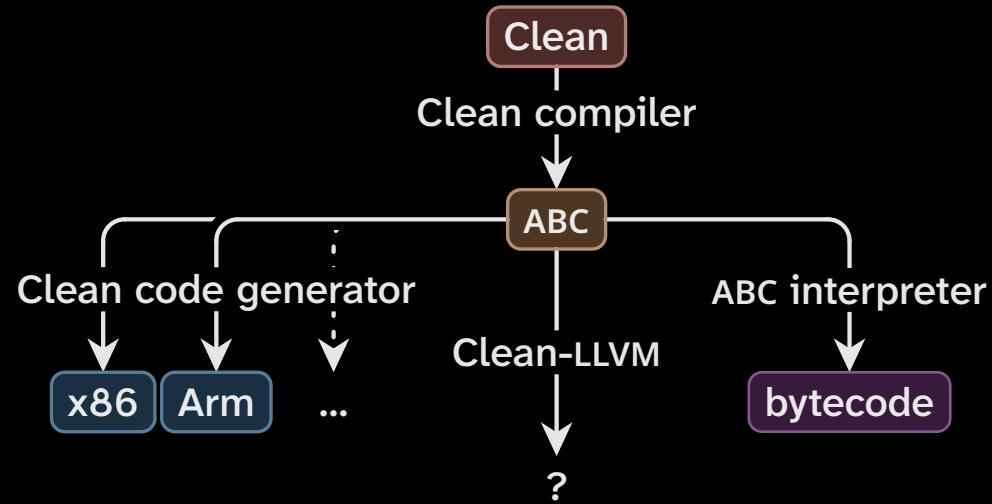 Clean
Clean compiler
ABC
Clean code generator
ABC interpreter
Clean-LLVM
x86
Arm
...
bytecode
?